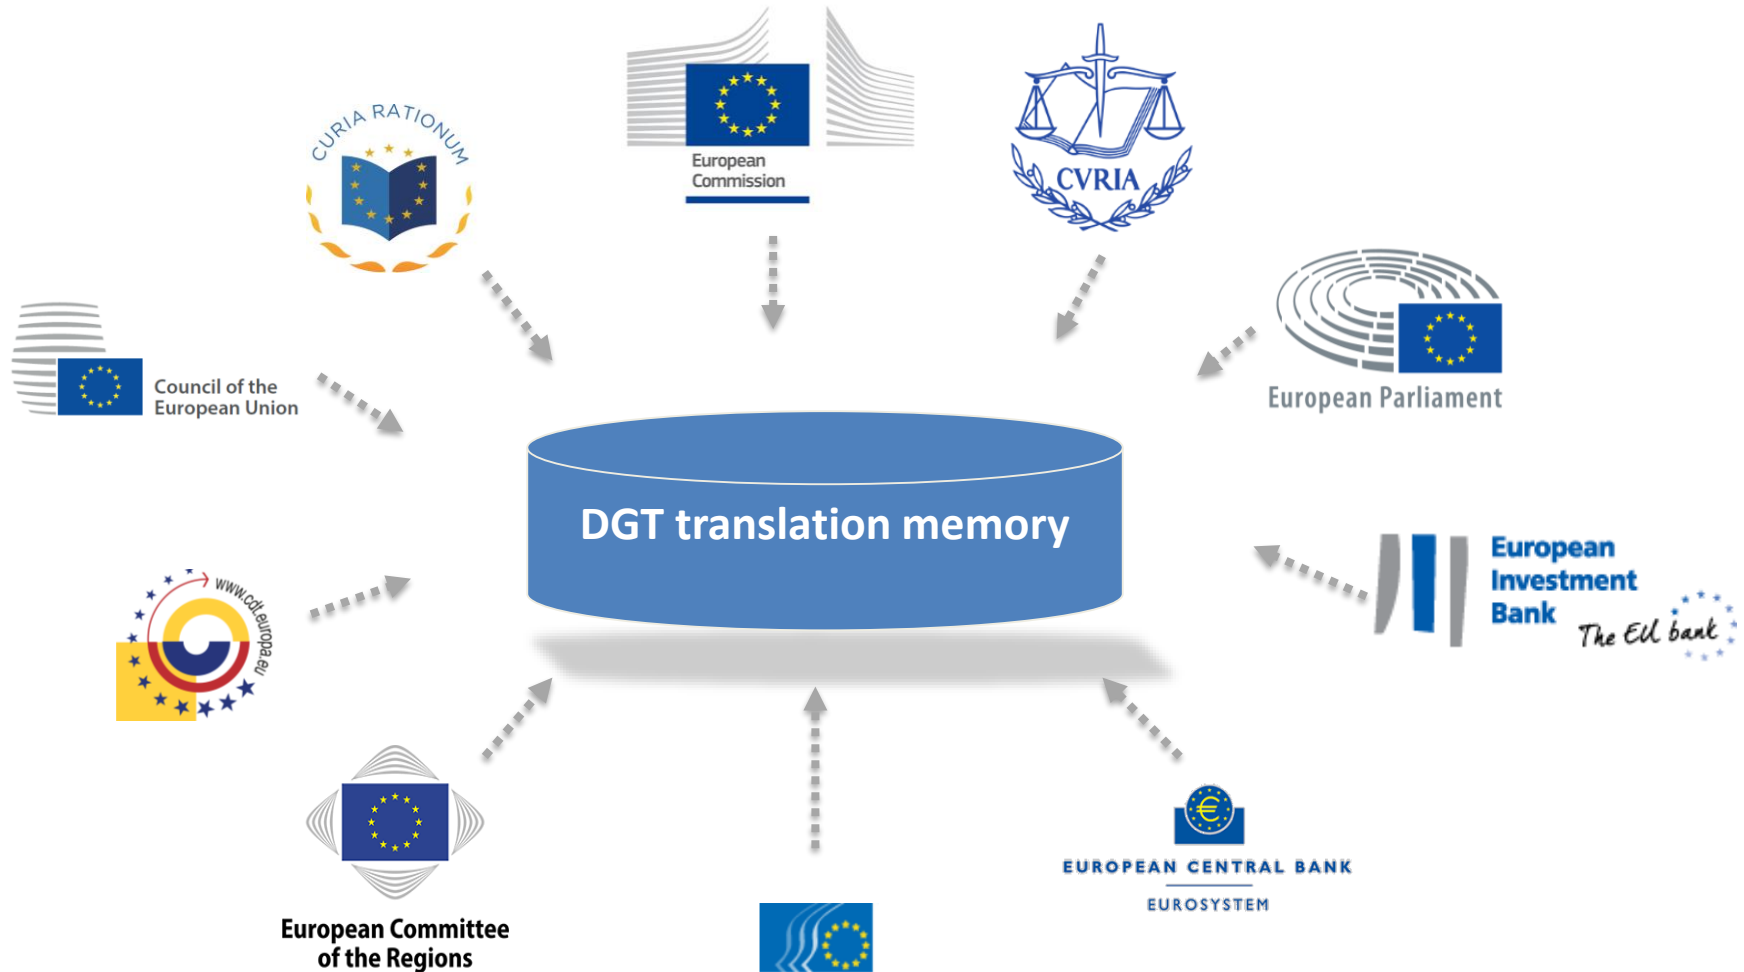 CURIA RATIONUM
European
Commission
CVRIA
Council of the
European Union
European Parliament
DGT translation memory
European
Investment
Bank
The EU bank
www.cdt.europa.eu
European Committee
of the Regions
€
EUROPEAN CENTRAL BANK
EUROSYSTEM